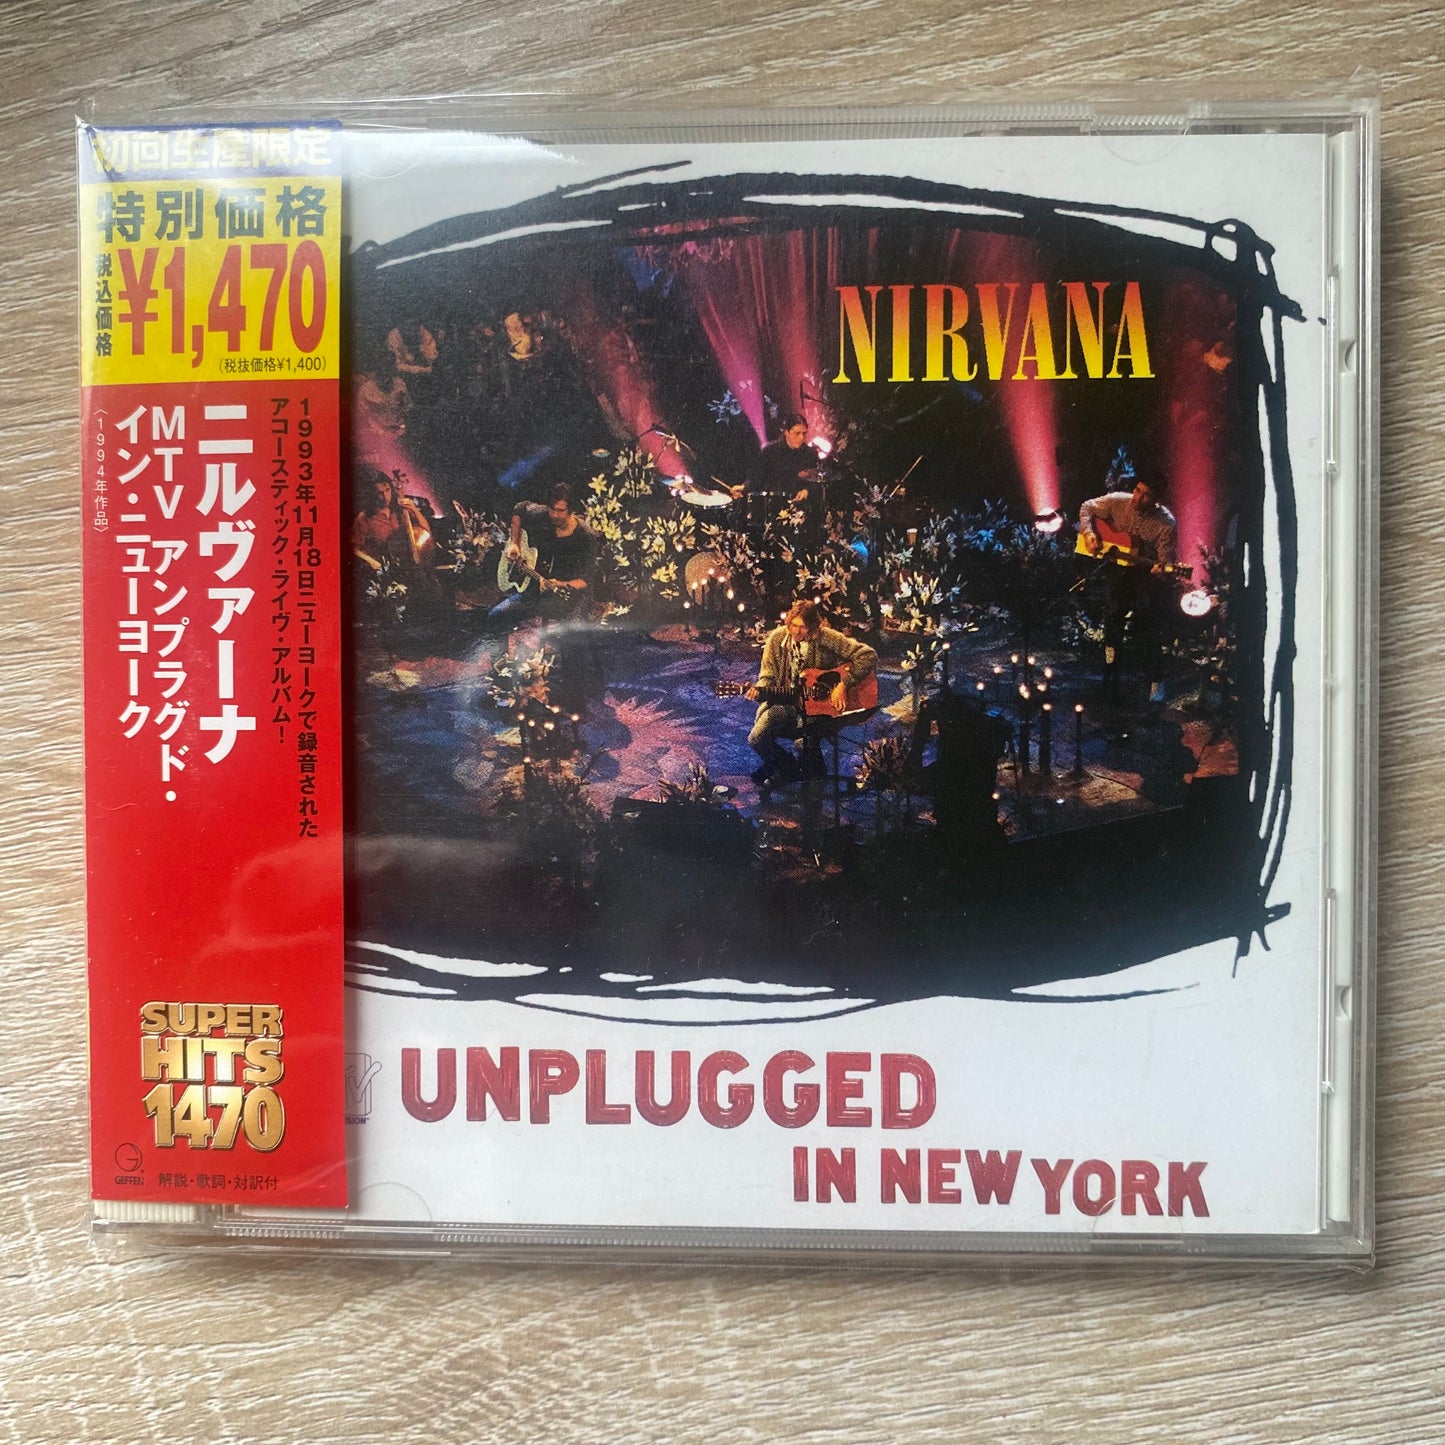 初回生産限定
特別価格
税込価格
¥1,470
(税抜価格¥1,400)
1993年11月18日ニューヨークで録音された
アコースティック・ライヴ・アルバム!
ニルヴァーナ
MTV アンプラグド・
イン・ニューヨーク
〈1994年作品〉
SUPER
HITS
1470
GEFFEN
解説・歌詞・対訳付
NIRVANA
UNPLUGGED
IN NEW YORK